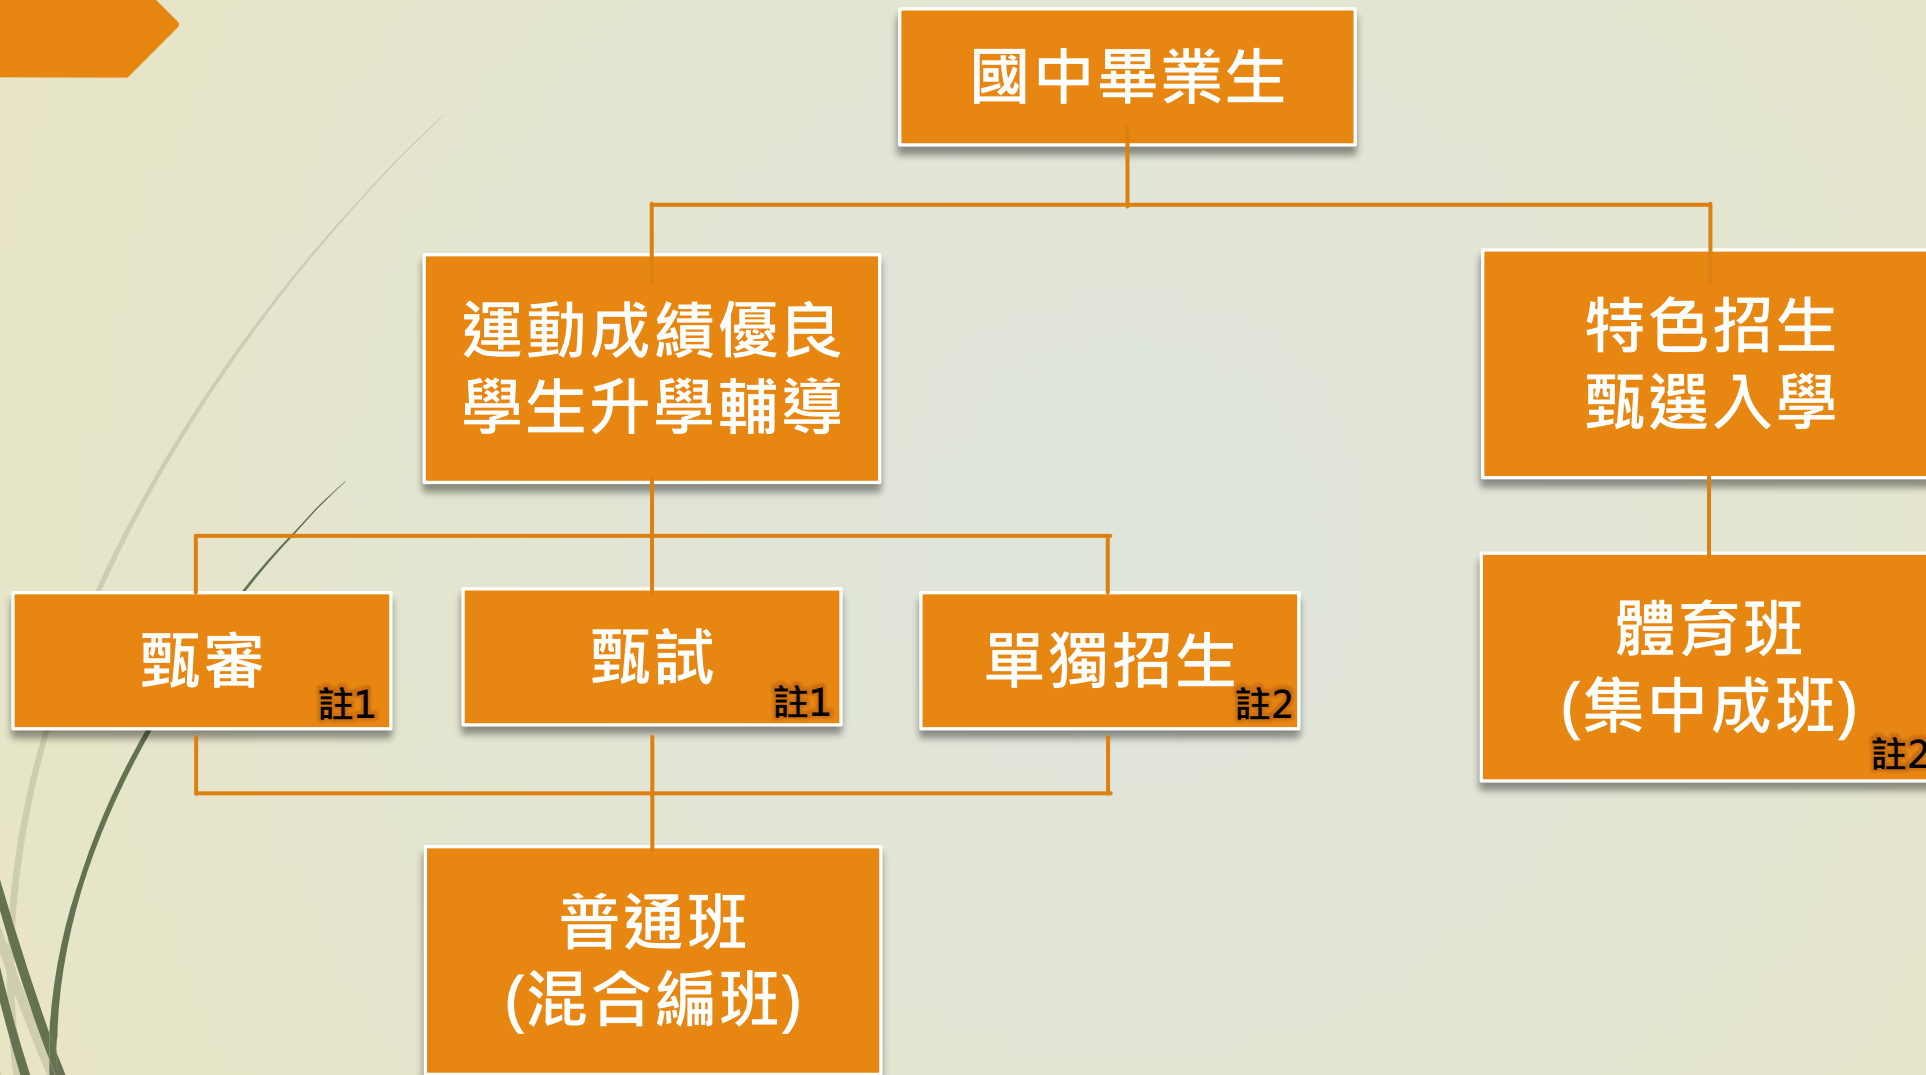 國中畢業生
運動成績優良
學生升學輔導
特色招生
甄選入學
甄審
註1
甄試
註1
單獨招生
註2
體育班
(集中成班)
註2
普通班
(混合編班)